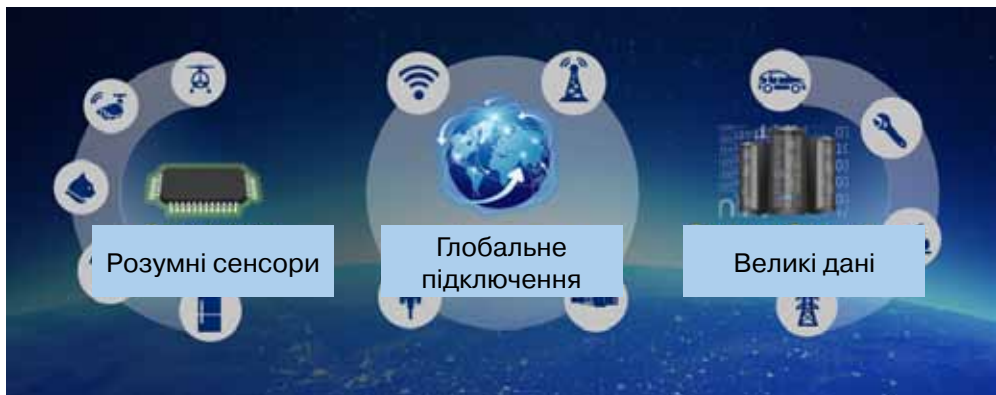 Розумні сенсори
Глобальне
підключення
Великі дані